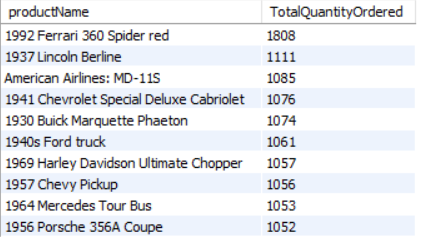 productName TotalQuantityOrdered
1992 Ferrari 360 Spider red 1808
1937 Lincoln Berline 1111
American Airlines: MD-11S 1085
1941 Chevrolet Special Deluxe Cabriolet 1076
1930 Buick Marquette Phaeton 1074
1940s Ford truck 1061
1969 Harley Davidson Ultimate Chopper 1057
1957 Chevy Pickup 1056
1964 Mercedes Tour Bus 1053
1956 Porsche 356A Coupe 1052